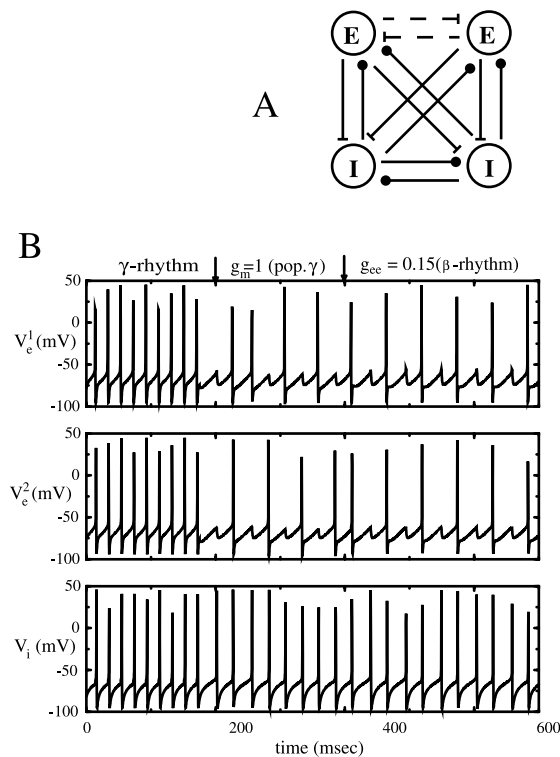 A
E E
I I
B
γ-rhythm g_m=1 (pop.γ) g_ee = 0.15(β-rhythm)
50
0
V_e^1 (mV)
-50
-100
50
0
V_e^2 (mV)
-50
-100
50
0
V_i (mV)
-50
-100
0 200 400 600
time (msec)